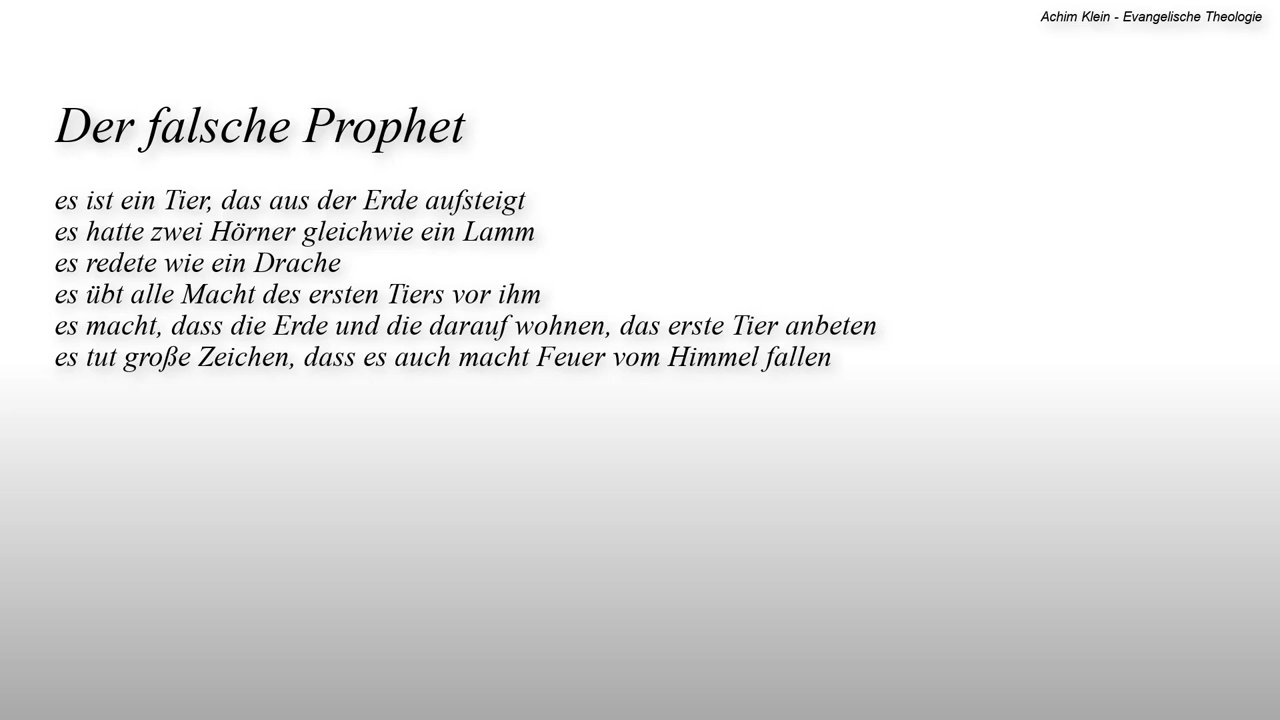 Achim Klein - Evangelische Theologie
Der falsche Prophet
es ist ein Tier, das aus der Erde aufsteigt
es hatte zwei Hörner gleichwie ein Lamm
es redete wie ein Drache
es übt alle Macht des ersten Tiers vor ihm
es macht, dass die Erde und die darauf wohnen, das erste Tier anbeten
es tut große Zeichen, dass es auch macht Feuer vom Himmel fallen